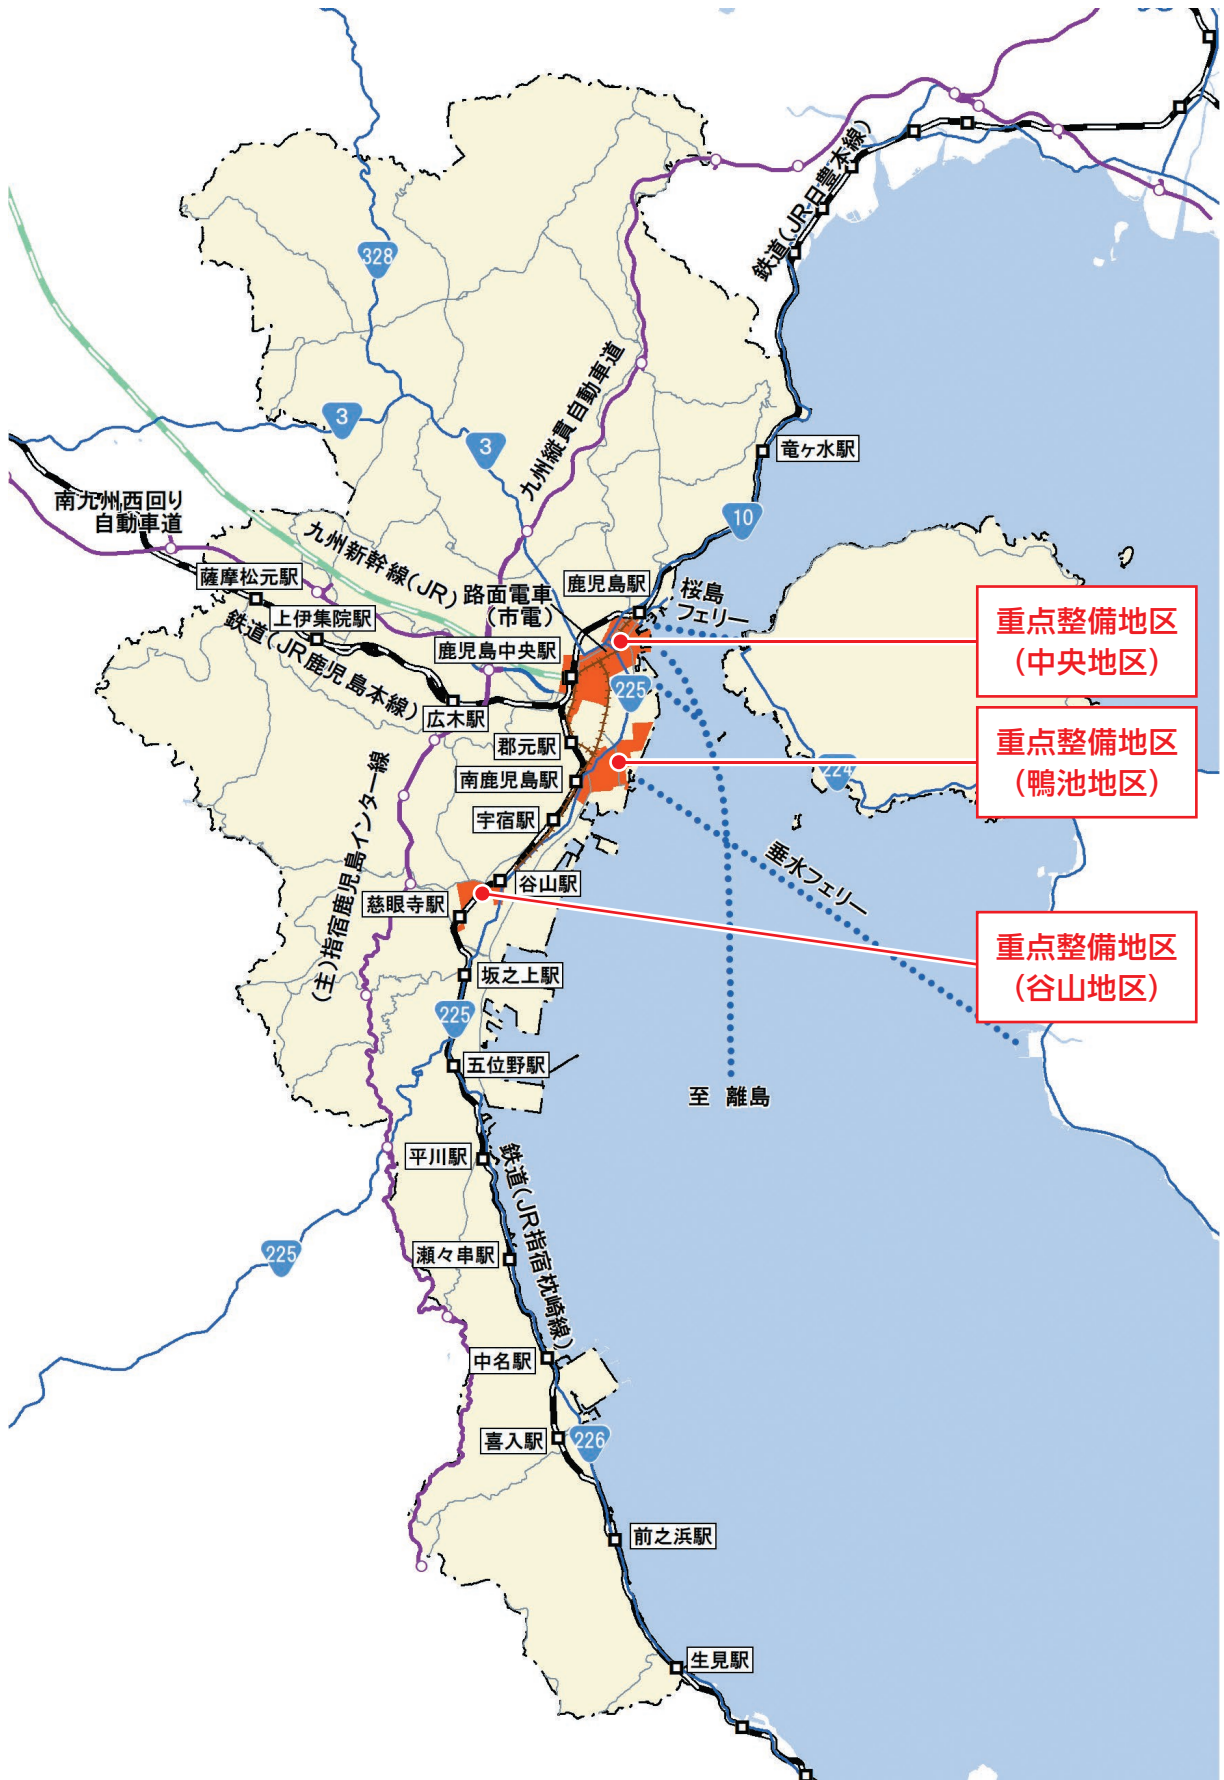 鉄道(JR日豊本線)
328
九州縦貫自動車道
3
3
竜ヶ水駅
南九州西回り
自動車道
10
九州新幹線(JR)
薩摩松元駅
路面電車
(市電)
鹿児島駅
桜島
フェリー
重点整備地区
(中央地区)
上伊集院駅
鉄道(JR鹿児島本線)
鹿児島中央駅
225
広木駅
郡元駅
重点整備地区
(鴨池地区)
224
南鹿児島駅
(主)指宿鹿児島インター線
宇宿駅
垂水フェリー
谷山駅
慈眼寺駅
重点整備地区
(谷山地区)
坂之上駅
225
五位野駅
至 離島
平川駅
鉄道(JR指宿枕崎線)
225
瀬々串駅
中名駅
喜入駅
226
前之浜駅
生見駅